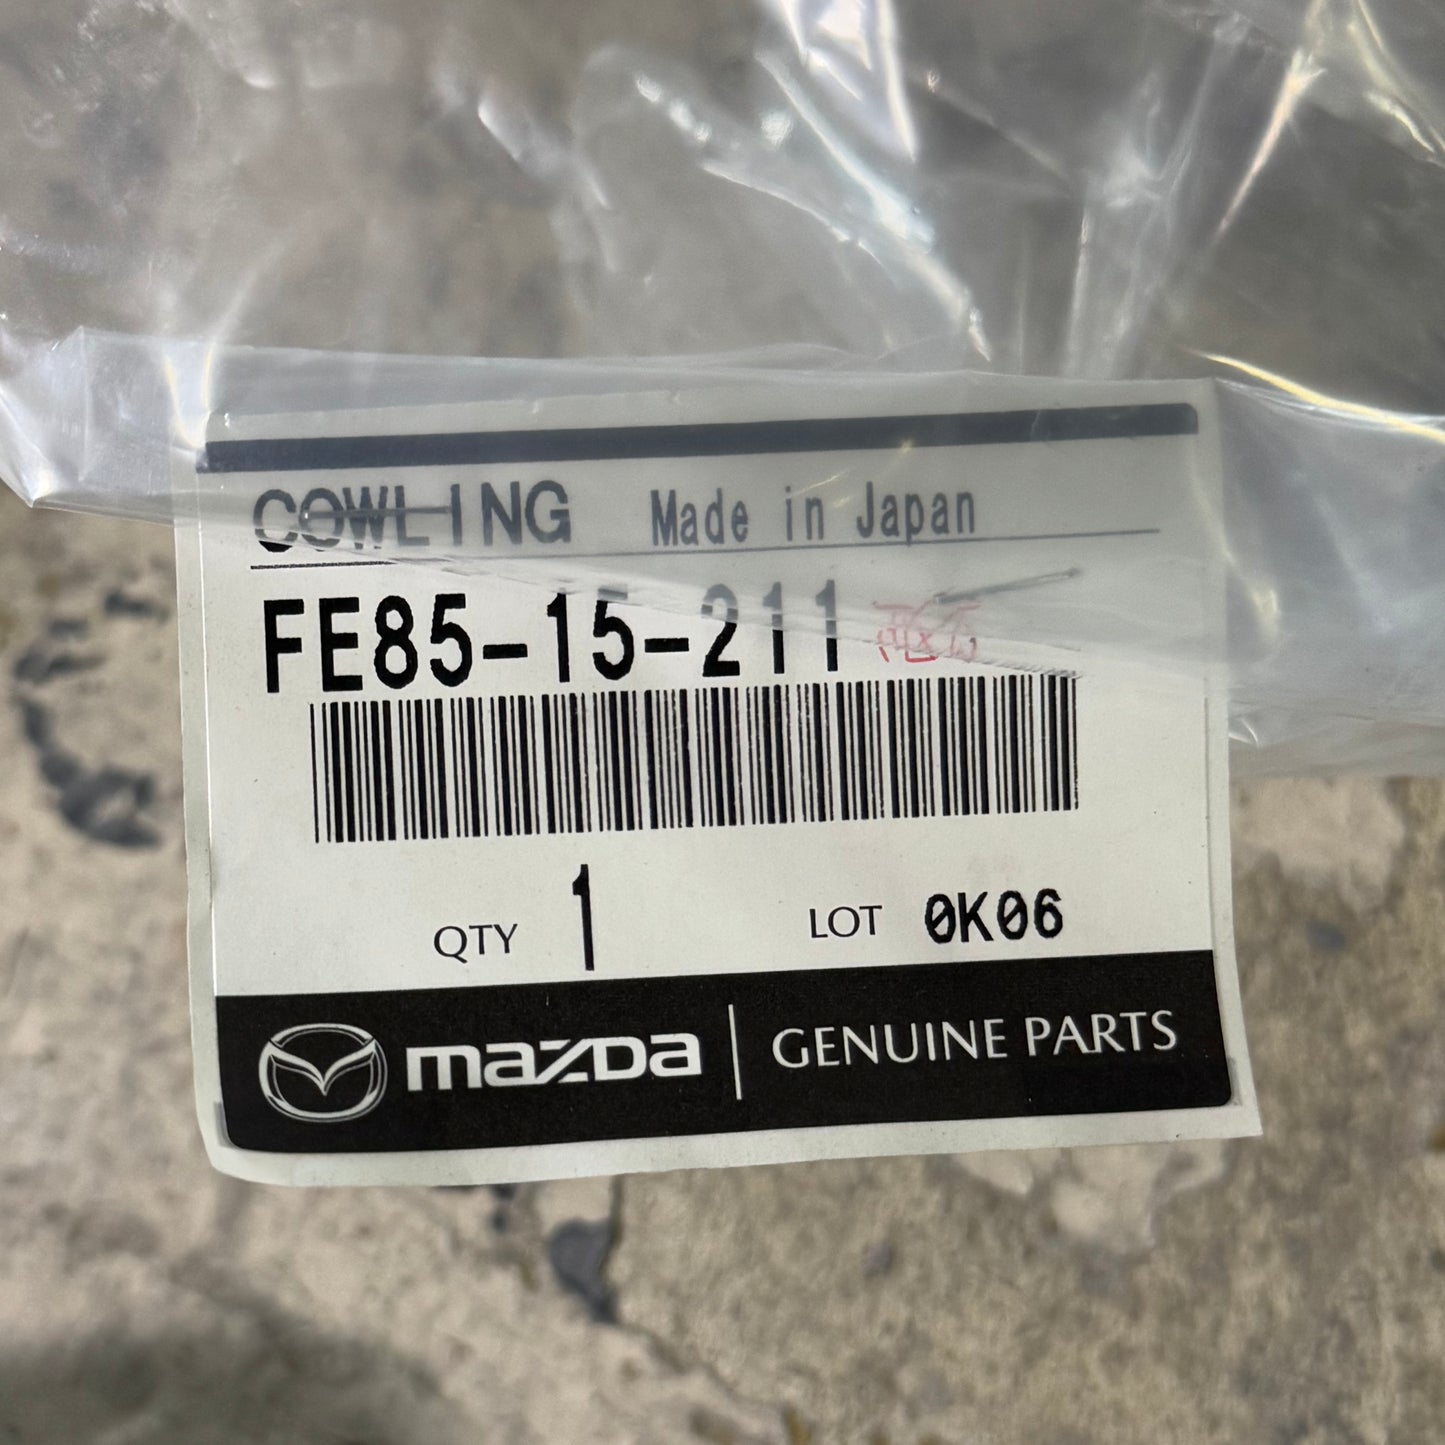 COWLING Made in Japan
FE85-15-211
QTY 1 LOT 0K06
mazda GENUINE PARTS